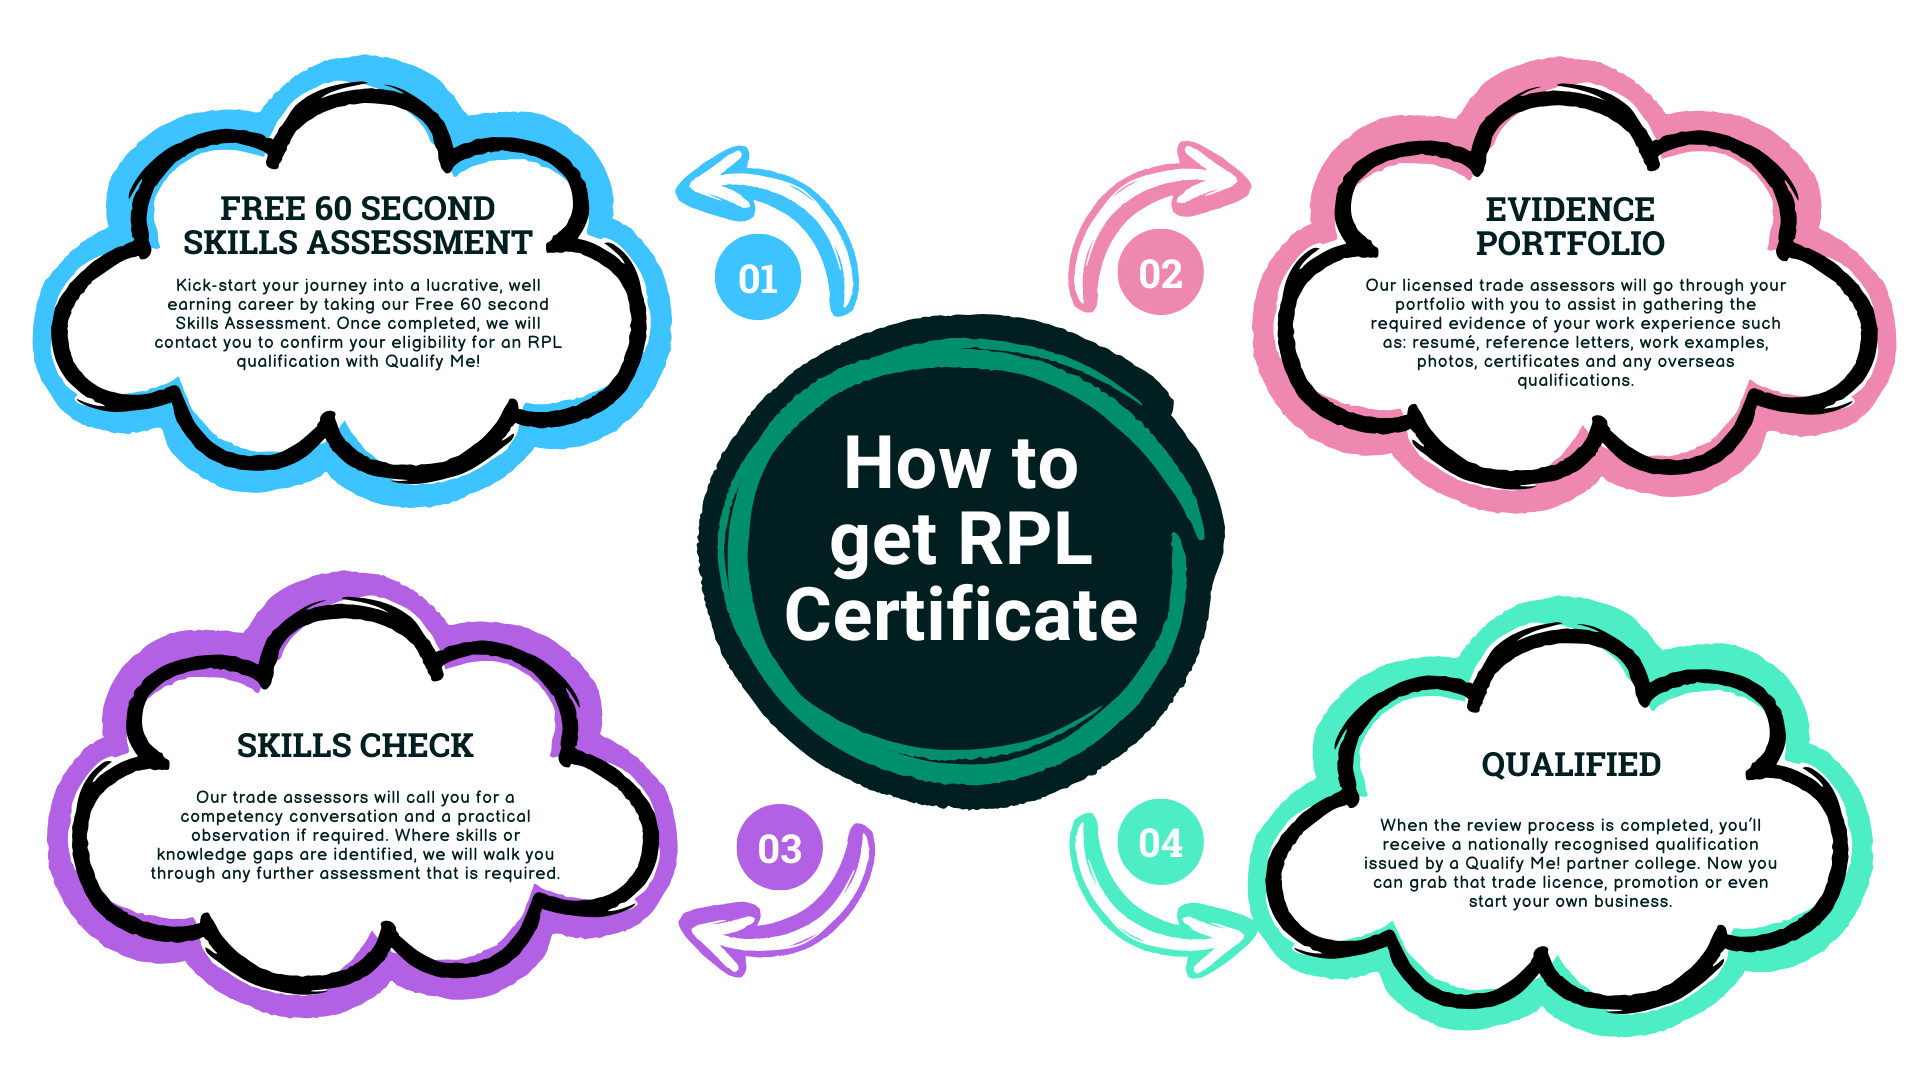 FREE 60 SECOND
SKILLS ASSESSMENT
Kick-start your journey into a lucrative, well
earning career by taking our Free 60 second
Skills Assessment. Once completed, we will
contact you to confirm your eligibility for an RPL
qualification with Qualify Me!
01
02
EVIDENCE
PORTFOLIO
Our licensed trade assessors will go through your
portfolio with you to assist in gathering the
required evidence of your work experience such
as: resumé, reference letters, work examples,
photos, certificates and any overseas
qualifications.
How to
get RPL
Certificate
SKILLS CHECK
Our trade assessors will call you for a
competency conversation and a practical
observation if required. Where skills or
knowledge gaps are identified, we will walk you
through any further assessment that is required.
03
04
QUALIFIED
When the review process is completed, you'll
receive a nationally recognised qualification
issued by a Qualify Me! partner college. Now you
can grab that trade licence, promotion or even
start your own business.